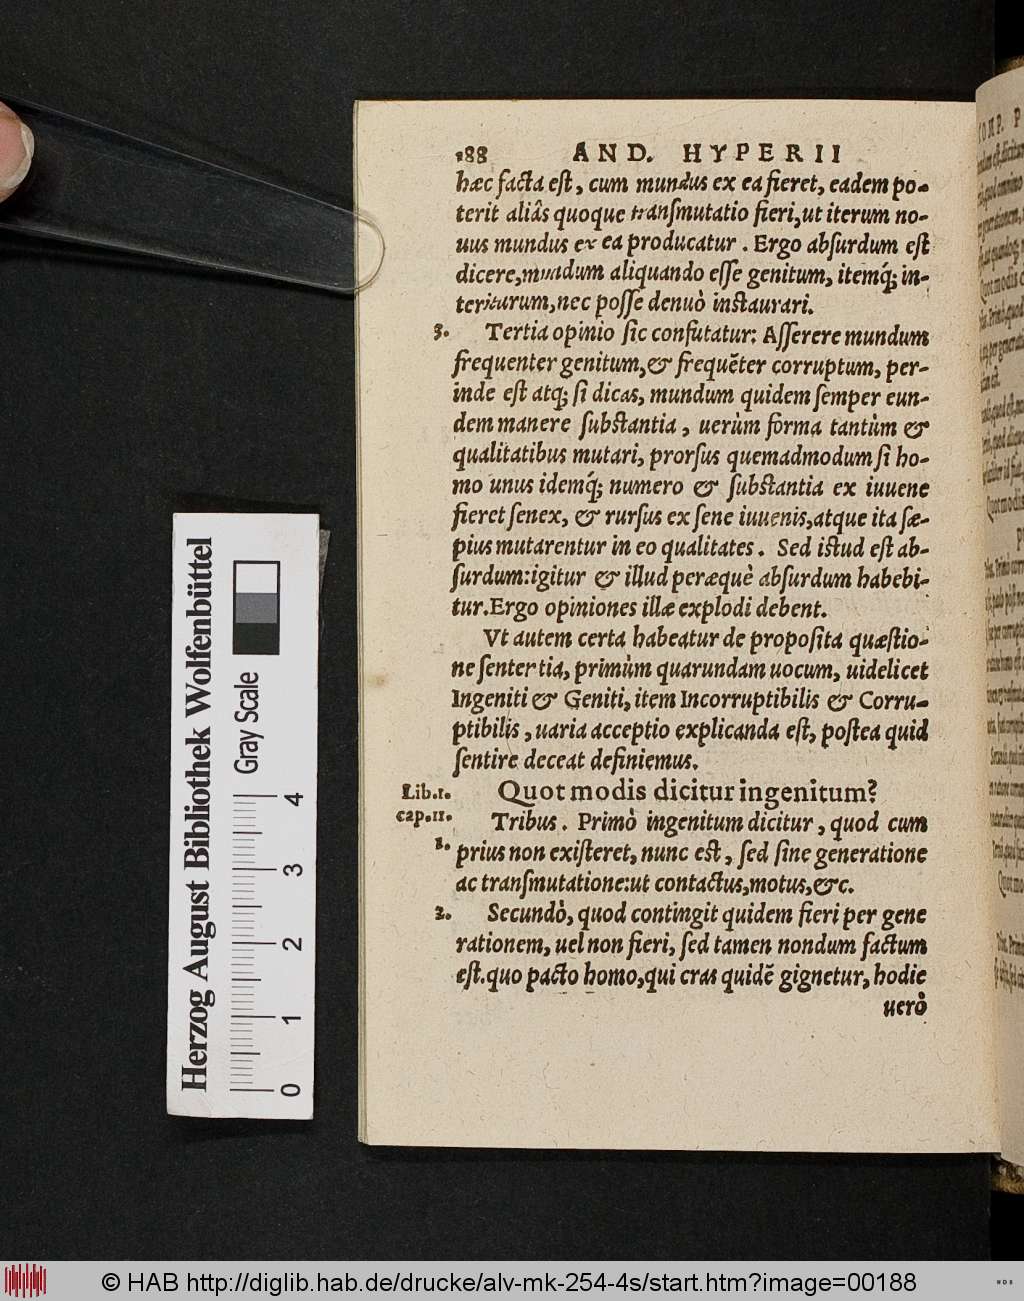 188 AND. HYPERII
hæc facta eſt, cum mundus ex ea fieret, eadem po-
terit aliâs quoque tranſmutatio fieri, ut iterum no-
uus mundus ex ea producatur. Ergo abſurdum eſt
dicere, mundum aliquando eſſe genitum, itemq́; in-
teriturum, nec poſſe denuò inſtaurari.
3. Tertia opinio ſic confutatur: Aſſerere mundum
frequenter genitum, & frequẽter corruptum, per-
inde eſt atq; ſi dicas, mundum quidem ſemper eun-
dem manere ſubſtantia, uerùm forma tantùm &
qualitatibus mutari, prorſus quemadmodum ſi ho-
mo unus idemq́; numero & ſubſtantia ex iuuene
fieret ſenex, & rurſus ex ſene iuuenis, atque ita ſæ-
pius mutarentur in eo qualitates. Sed iſtud eſt ab-
ſurdum: igitur & illud peræquè abſurdum habebi-
tur. Ergo opiniones illæ explodi debent.
Vt autem certa habeatur de propoſita quæſtio-
ne ſententia, primùm quarundam uocum, uidelicet
Ingeniti & Geniti, item Incorruptibilis & Corru-
ptibilis, uaria acceptio explicanda eſt, poſtea quid
ſentire deceat definiemus.
Lib.1. Quot modis dicitur ingenitum?
cap.11. Tribus. Primò ingenitum dicitur, quod cum
1. prius non exiſteret, nunc eſt, ſed ſine generatione
ac tranſmutatione: ut contactus, motus, &c.
2. Secundò, quod contingit quidem fieri per gene
rationem, uel non fieri, ſed tamen nondum factum
eſt. quo pacto homo, qui cras quidẽ gignetur, hodie
uerò
Herzog August Bibliothek Wolfenbüttel
Gray Scale
0 1 2 3 4
© HAB http://diglib.hab.de/drucke/alv-mk-254-4s/start.htm?image=00188